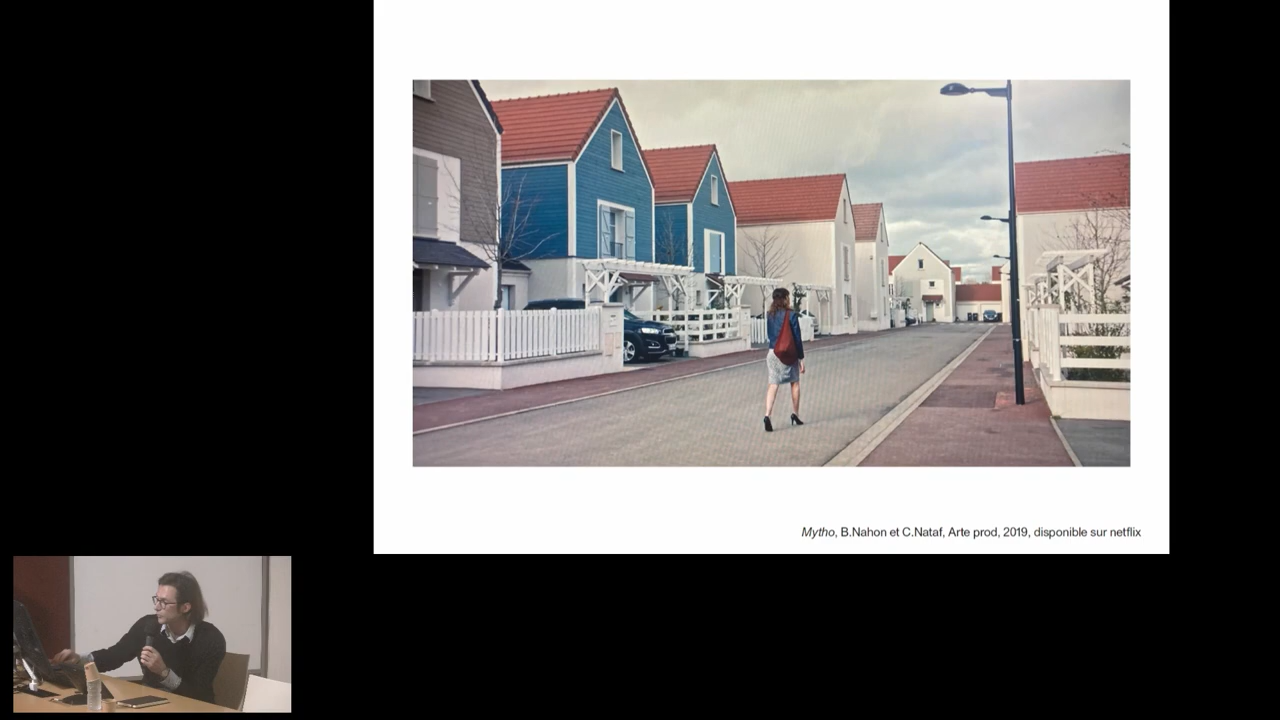 Mytho, B.Nahon et C.Nataf, Arte prod, 2019, disponible sur netflix